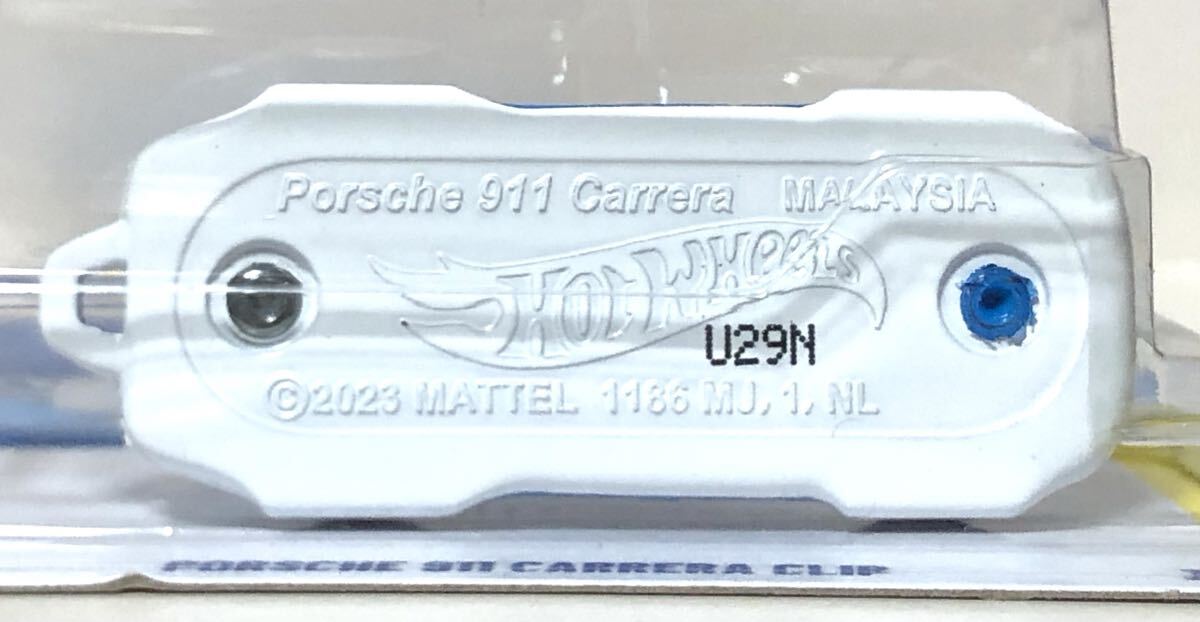 Porsche 911 Carrera MALAYSIA
HOT WHEELS
U29N
©2023 MATTEL 1186 MJ, 1, NL
PORSCHE 911 CARRERA CLIP